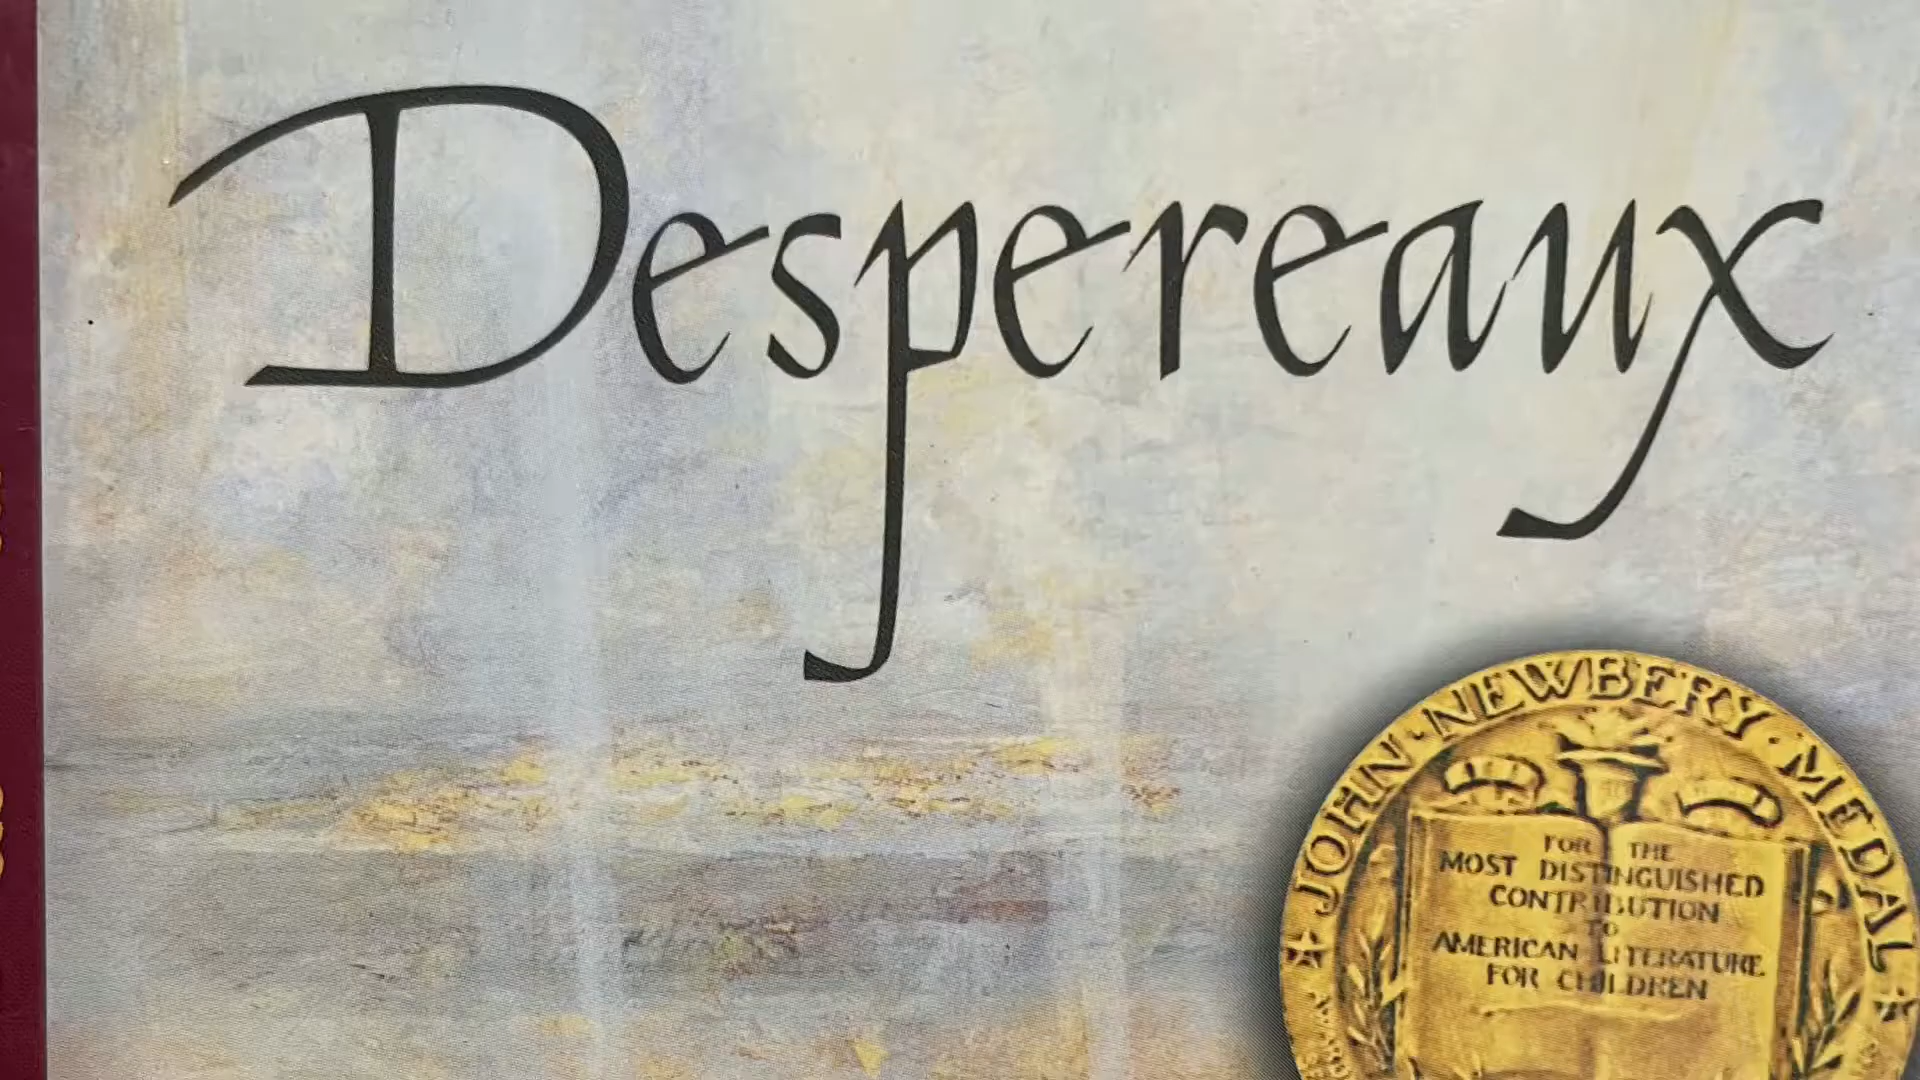 Despereaux
JOHN · NEWBERY · MEDAL
FOR THE
MOST DISTINGUISHED
CONTRIBUTION
TO
AMERICAN LITERATURE
FOR CHILDREN